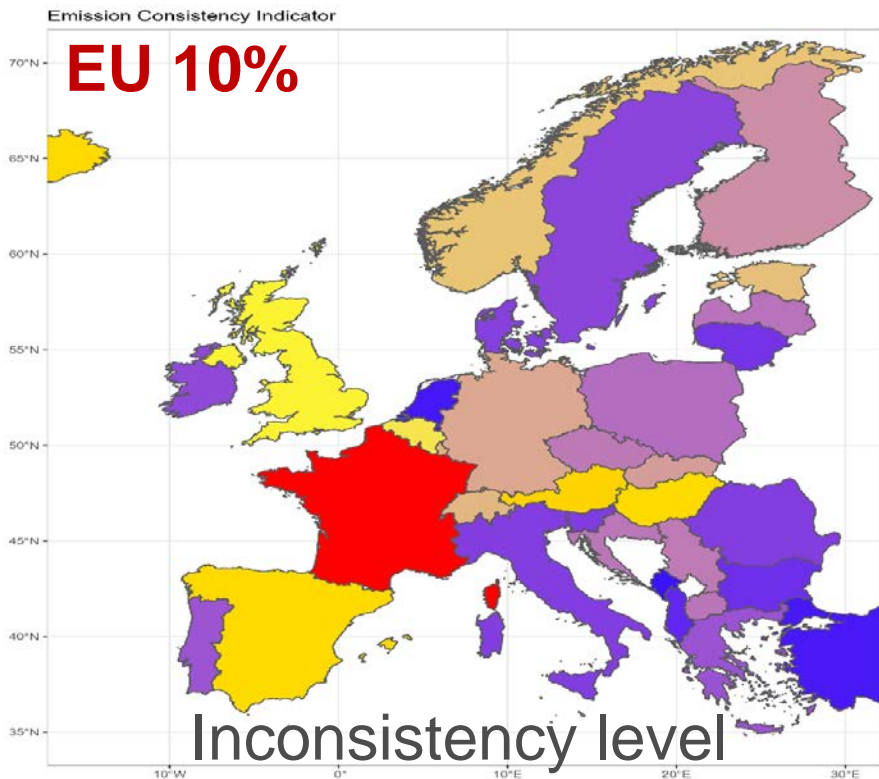 Emission Consistency Indicator
EU 10%
70°N
65°N
60°N
55°N
50°N
45°N
40°N
35°N
Inconsistency level
10°W
0°
10°E
20°E
30°E